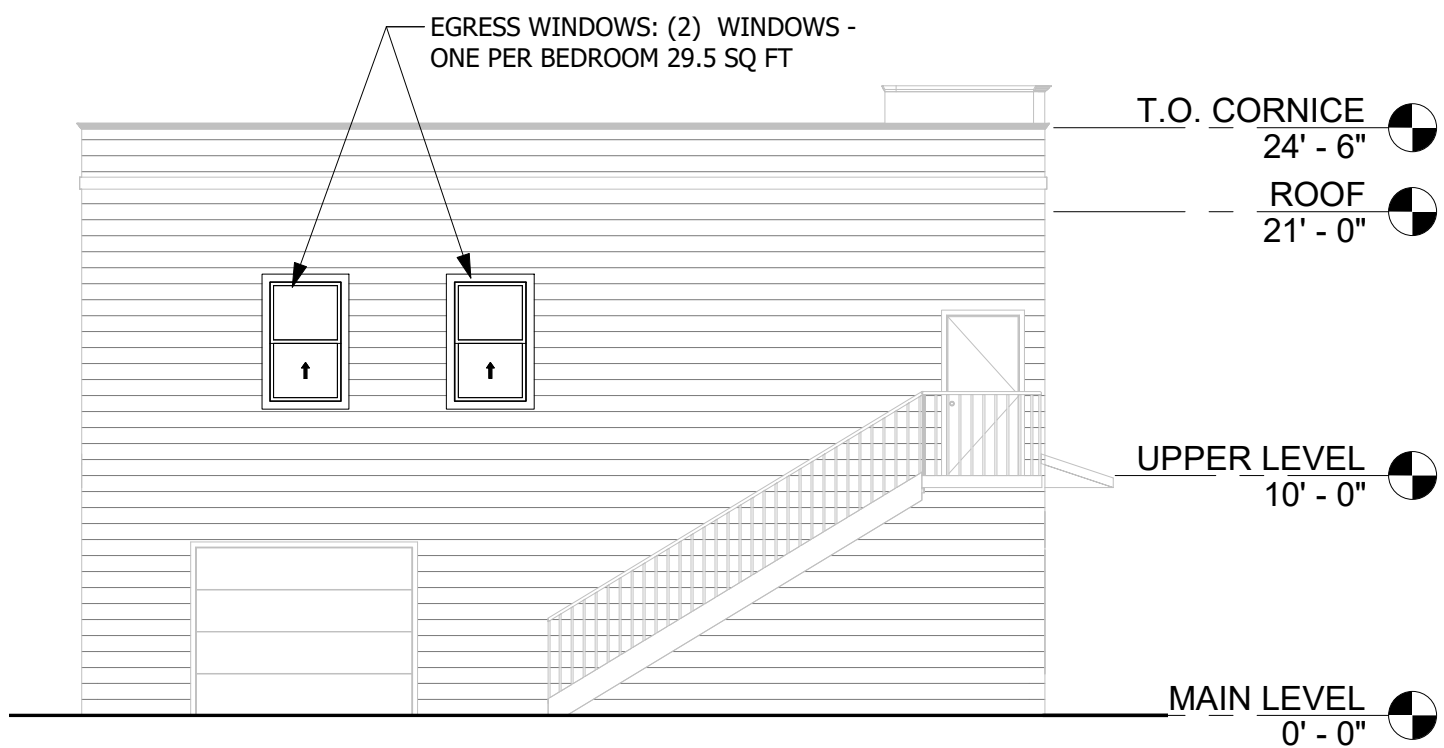 EGRESS WINDOWS: (2) WINDOWS -
ONE PER BEDROOM 29.5 SQ FT
T.O. CORNICE
24' - 6"
ROOF
21' - 0"
UPPER LEVEL
10' - 0"
MAIN LEVEL
0' - 0"